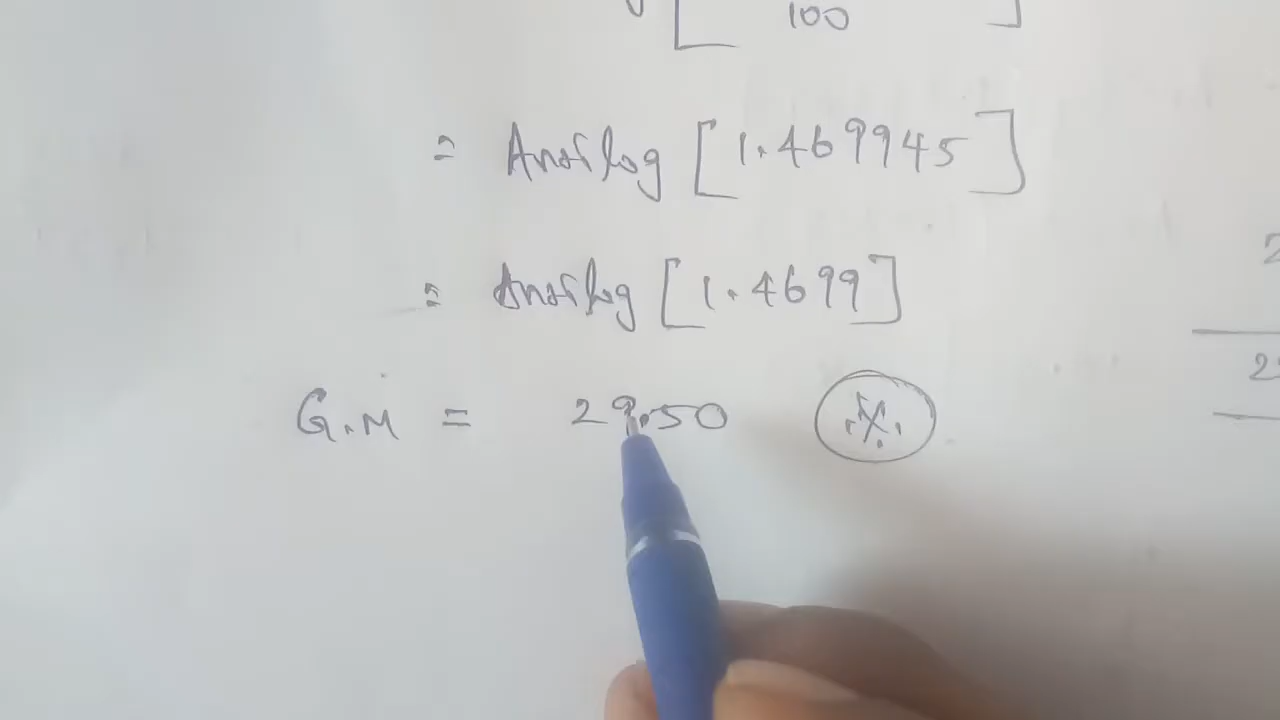 100
= Antilog [1.469945]
= Antilog [1.4699]
G.M = 29.50